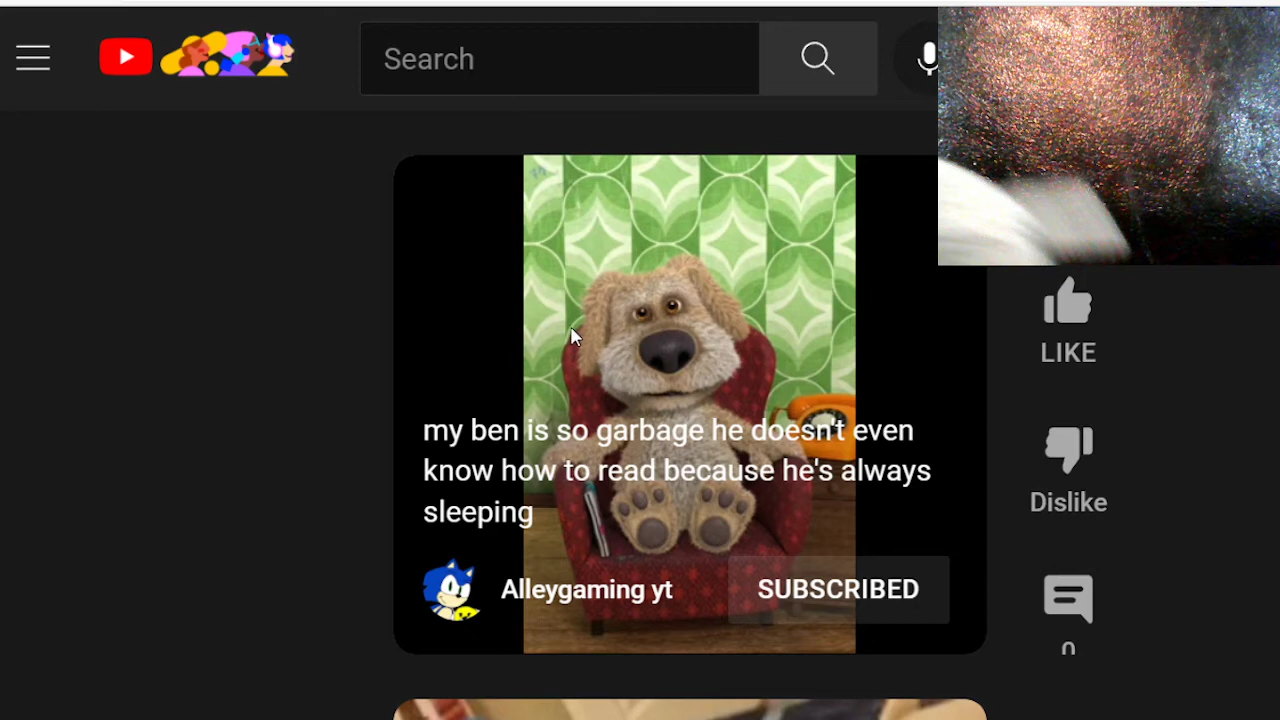 Search
my ben is so garbage he doesn't even
know how to read because he's always
sleeping
Alleygaming yt
SUBSCRIBED
LIKE
Dislike
0